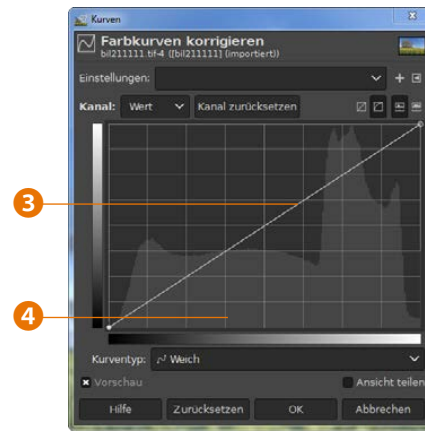 Kurven
Farbkurven korrigieren
bil211111.tif-4 ([bil211111] (importiert))
Einstellungen:
Kanal: Wert Kanal zurücksetzen
3
4
Kurventyp: Weich
Vorschau Ansicht teilen
Hilfe Zurücksetzen OK Abbrechen